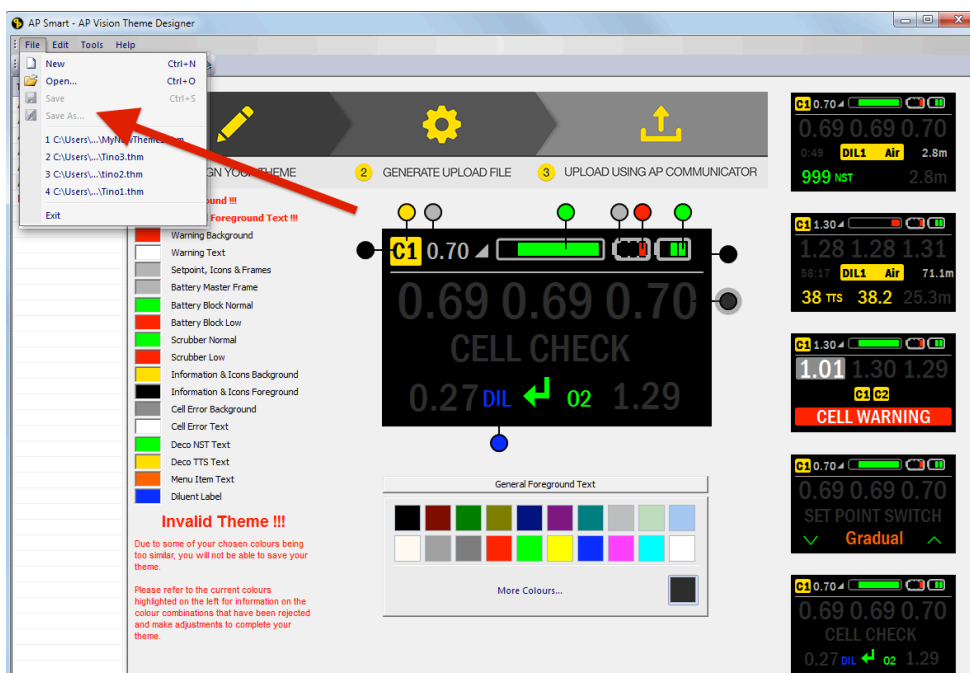 AP Smart - AP Vision Theme Designer
File Edit Tools Help
New Ctrl+N
Open... Ctrl+O
Save Ctrl+S
Save As...
1 C:\Users\...\
2 C:\Users\...\Tino3.thm
3 C:\Users\...\tino2.thm
4 C:\Users\...\Tino1.thm
Exit
YOUR THEME
2 GENERATE UPLOAD FILE
3 UPLOAD USING AP COMMUNICATOR
!!!
Foreground Text !!!
Warning Background
Warning Text
Setpoint, Icons & Frames
Battery Master Frame
Battery Block Normal
Battery Block Low
Scrubber Normal
Scrubber Low
Information & Icons Background
Information & Icons Foreground
Cell Error Background
Cell Error Text
Deco NST Text
Deco TTS Text
Menu Item Text
Diluent Label
Invalid Theme !!!
Due to some of your chosen colours being
too similar, you will not be able to save your
theme.
Please refer to the current colours
highlighted on the left for information on the
colour combinations that have been rejected
and make adjustments to complete your
theme.
C1 0.70
0.69 0.69 0.70
CELL CHECK
0.27 DIL O2 1.29
General Foreground Text
More Colours...
C1 0.70
0.69 0.69 0.70
0:49 DIL1 Air 2.8m
999 NST 2.8m
C1 1.30
1.28 1.28 1.31
58:17 DIL1 Air 71.1m
38 TTS 38.2 25.3m
C1 1.30
1.01 1.30 1.29
C1 C2
CELL WARNING
C1 0.70
0.69 0.69 0.70
SET POINT SWITCH
Gradual
C1 0.70
0.69 0.69 0.70
CELL CHECK
0.27 DIL O2 1.29